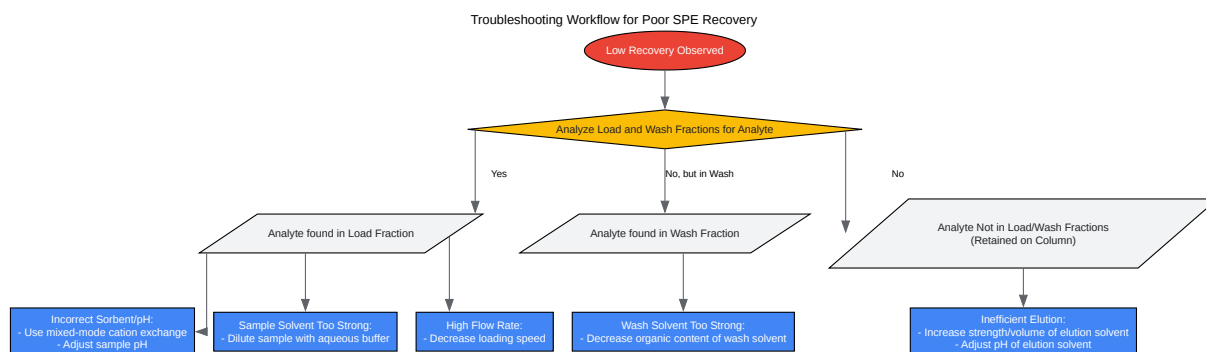 Troubleshooting Workflow for Poor SPE Recovery
Low Recovery Observed
Analyze Load and Wash Fractions for Analyte
Yes
No, but in Wash
No
Analyte found in Load Fraction
Analyte found in Wash Fraction
Analyte Not in Load/Wash Fractions
(Retained on Column)
Incorrect Sorbent/pH:
- Use mixed-mode cation exchange
- Adjust sample pH
Sample Solvent Too Strong:
- Dilute sample with aqueous buffer
High Flow Rate:
- Decrease loading speed
Wash Solvent Too Strong:
- Decrease organic content of wash solvent
Inefficient Elution:
- Increase strength/volume of elution solvent
- Adjust pH of elution solvent